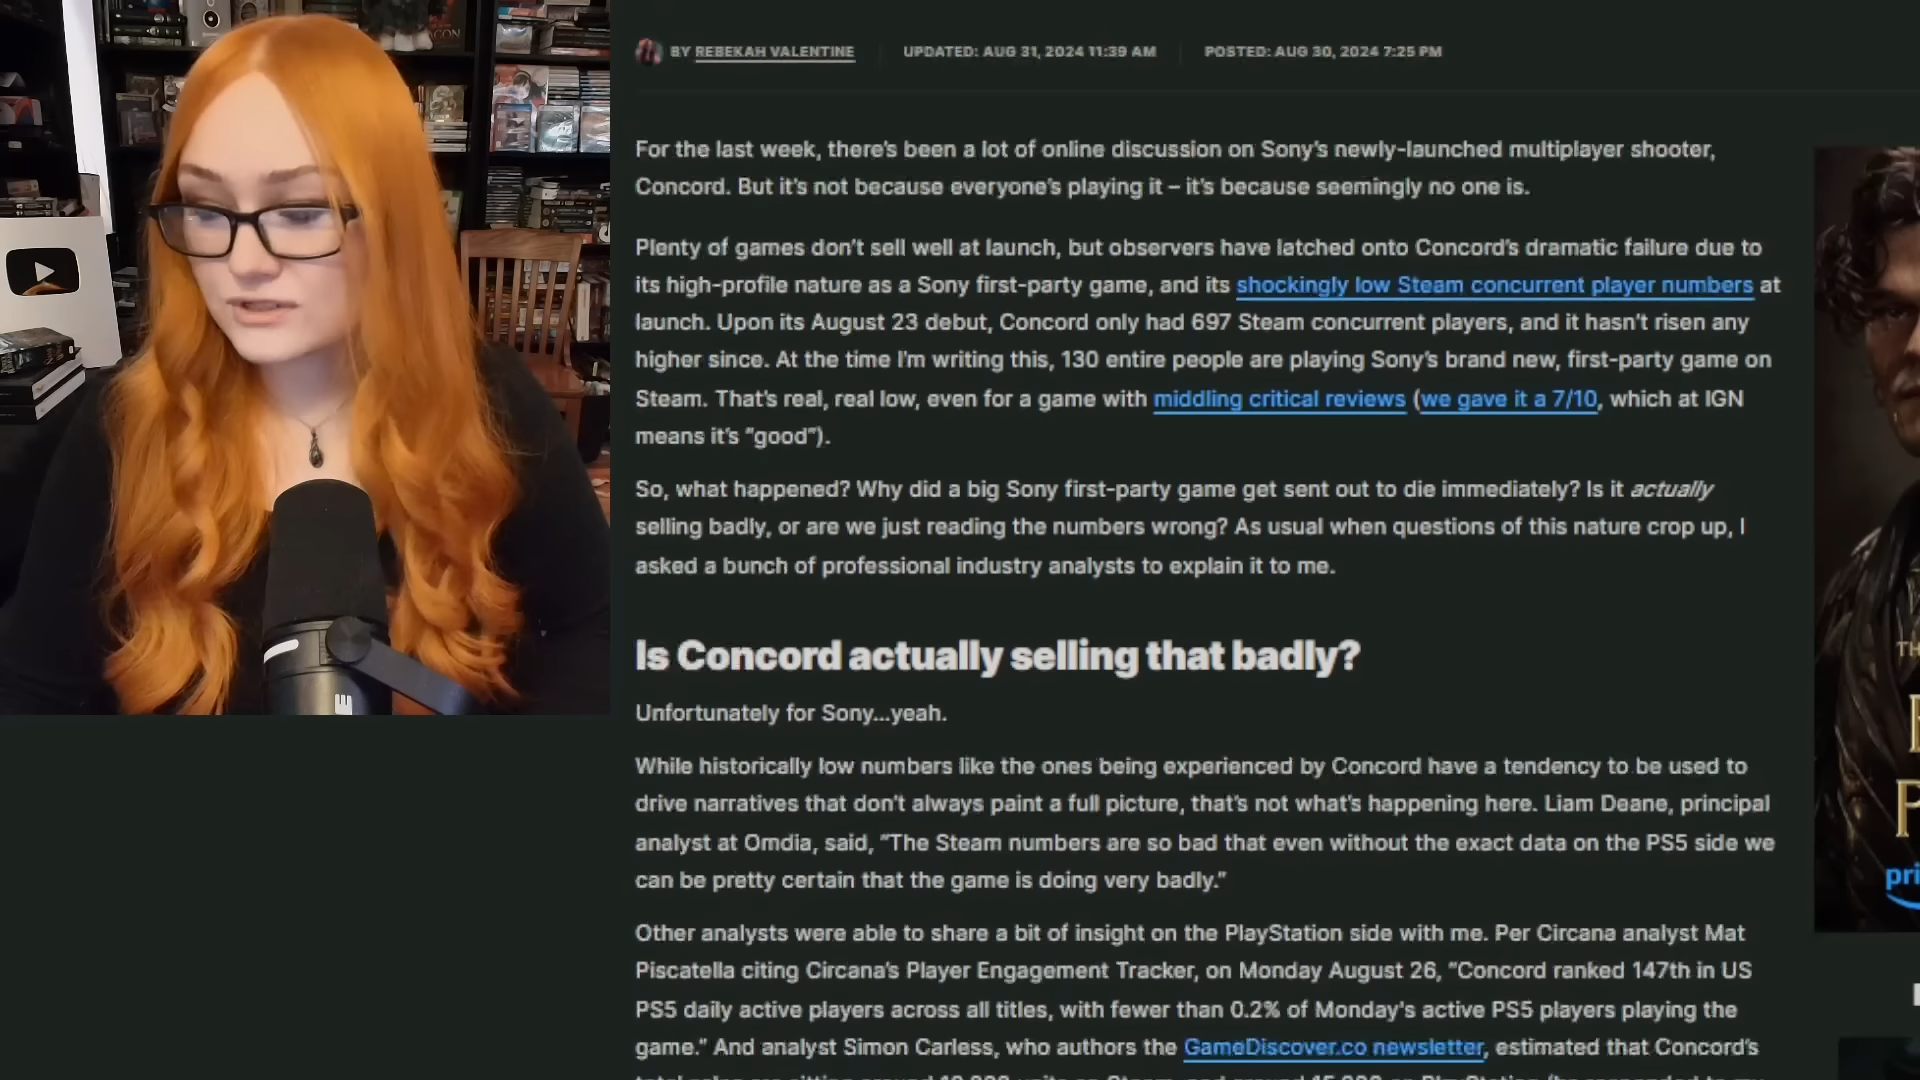 BY REBEKAH VALENTINE
UPDATED: AUG 31, 2024 11:39 AM
POSTED: AUG 30, 2024 7:25 PM
For the last week, there's been a lot of online discussion on Sony's newly-launched multiplayer shooter,
Concord. But it's not because everyone's playing it – it's because seemingly no one is.
Plenty of games don't sell well at launch, but observers have latched onto Concord's dramatic failure due to
its high-profile nature as a Sony first-party game, and its shockingly low Steam concurrent player numbers at
launch. Upon its August 23 debut, Concord only had 697 Steam concurrent players, and it hasn't risen any
higher since. At the time I'm writing this, 130 entire people are playing Sony's brand new, first-party game on
Steam. That's real, real low, even for a game with middling critical reviews (we gave it a 7/10, which at IGN
means it's "good").
So, what happened? Why did a big Sony first-party game get sent out to die immediately? Is it actually
selling badly, or are we just reading the numbers wrong? As usual when questions of this nature crop up, I
asked a bunch of professional industry analysts to explain it to me.
Is Concord actually selling that badly?
Unfortunately for Sony...yeah.
While historically low numbers like the ones being experienced by Concord have a tendency to be used to
drive narratives that don't always paint a full picture, that's not what's happening here. Liam Deane, principal
analyst at Omdia, said, "The Steam numbers are so bad that even without the exact data on the PS5 side we
can be pretty certain that the game is doing very badly."
Other analysts were able to share a bit of insight on the PlayStation side with me. Per Circana analyst Mat
Piscatella citing Circana's Player Engagement Tracker, on Monday August 26, "Concord ranked 147th in US
PS5 daily active players across all titles, with fewer than 0.2% of Monday's active PS5 players playing the
game." And analyst Simon Carless, who authors the GameDiscover.co newsletter, estimated that Concord's